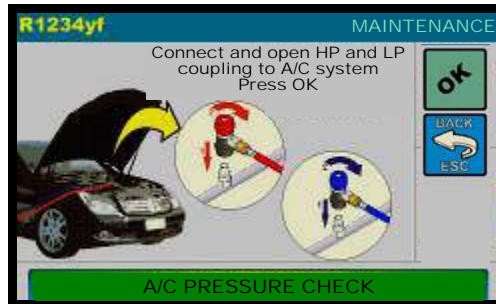 R1234yf
MAINTENANCE
Connect and open HP and LP
coupling to A/C system
Press OK
OK
BACK
ESC
A/C PRESSURE CHECK